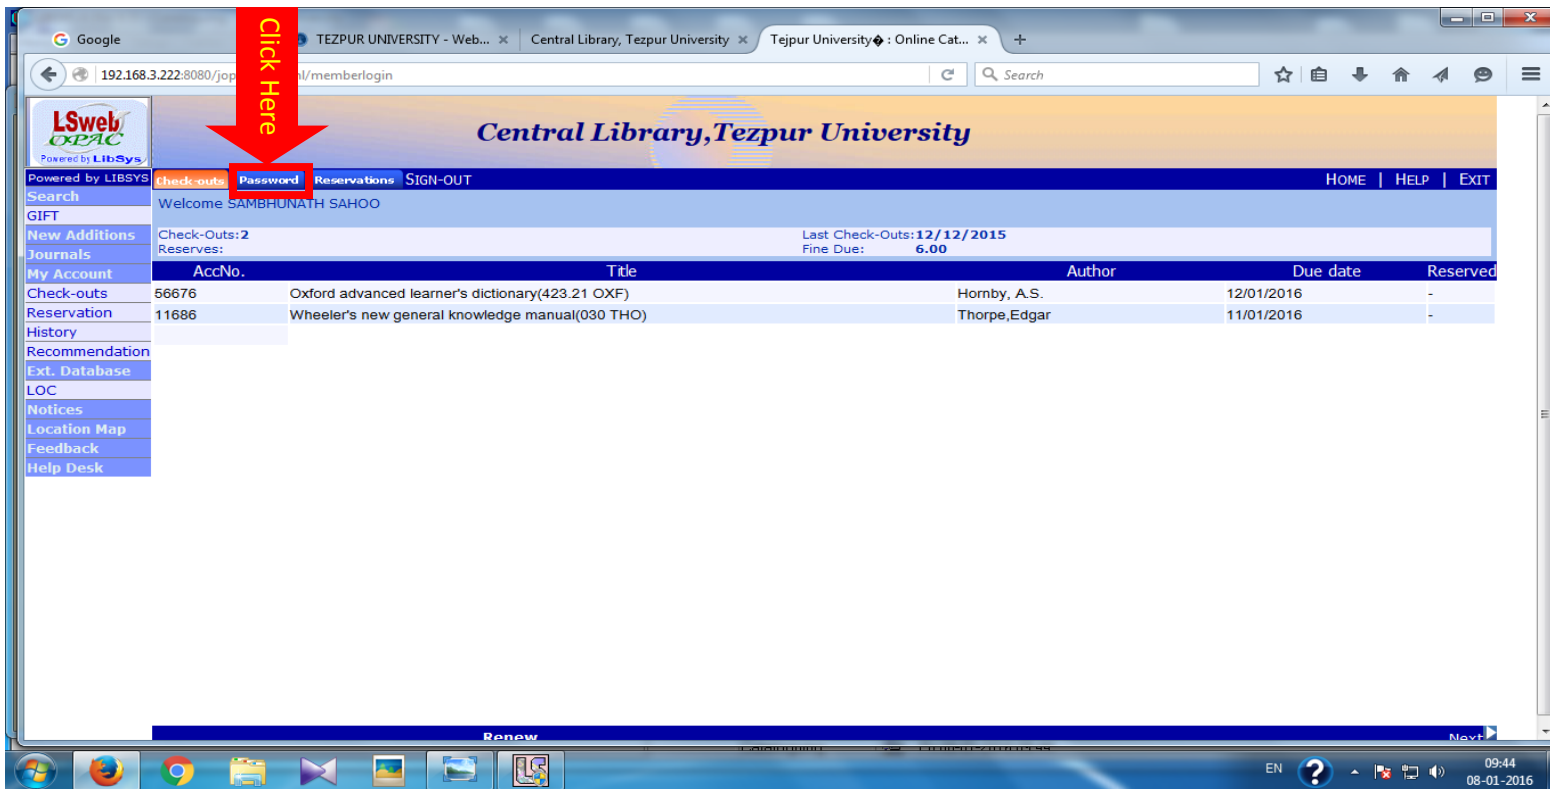 Google
TEZPUR UNIVERSITY - Web...
Central Library, Tezpur University
Tejpur University� : Online Cat...
Click Here
192.168.3.222:8080/jop
nl/memberlogin
Search
LSweb
OPAC
Powered by LibSys
Central Library,Tezpur University
Powered by LIBSYS
Check-outs Password Reservations SIGN-OUT
HOME | HELP | EXIT
Search
GIFT
New Additions
Journals
My Account
Check-outs
Reservation
History
Recommendation
Ext. Database
LOC
Notices
Location Map
Feedback
Help Desk
Welcome SAMBHUNATH SAHOO
Check-Outs:2 Last Check-Outs:12/12/2015
Reserves: Fine Due: 6.00
AccNo. Title Author Due date Reserved
56676 Oxford advanced learner's dictionary(423.21 OXF) Hornby, A.S. 12/01/2016 -
11686 Wheeler's new general knowledge manual(030 THO) Thorpe,Edgar 11/01/2016 -
Renew Next
EN
09:44
08-01-2016